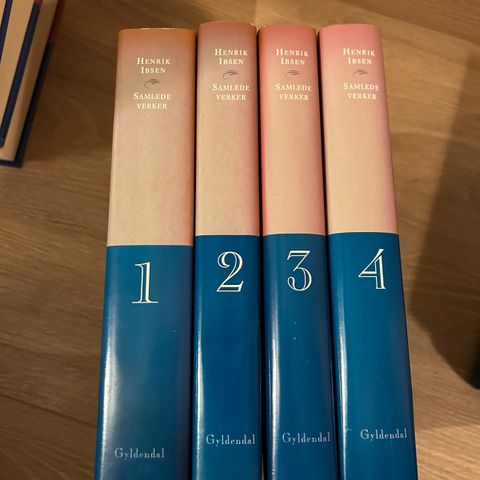 HENRIK
IBSEN
SAMLEDE
VERKER
1
Gyldendal
HENRIK
IBSEN
SAMLEDE
VERKER
2
Gyldendal
HENRIK
IBSEN
SAMLEDE
VERKER
3
Gyldendal
HENRIK
IBSEN
SAMLEDE
VERKER
4
Gyldendal